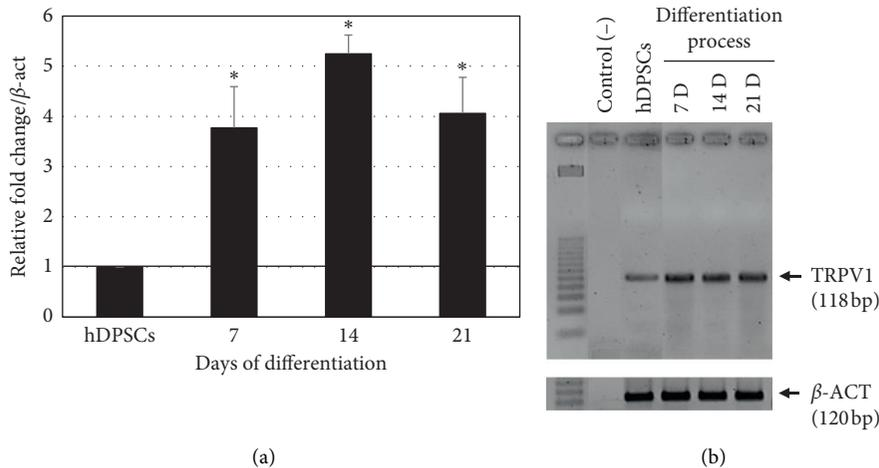 6
5
4
3
2
1
0
Relative fold change/β-act
*
*
*
hDPSCs 7 14 21
Days of differentiation
(a)
Differentiation
process
Control (–)
hDPSCs
7 D
14 D
21 D
TRPV1
(118 bp)
β-ACT
(120 bp)
(b)